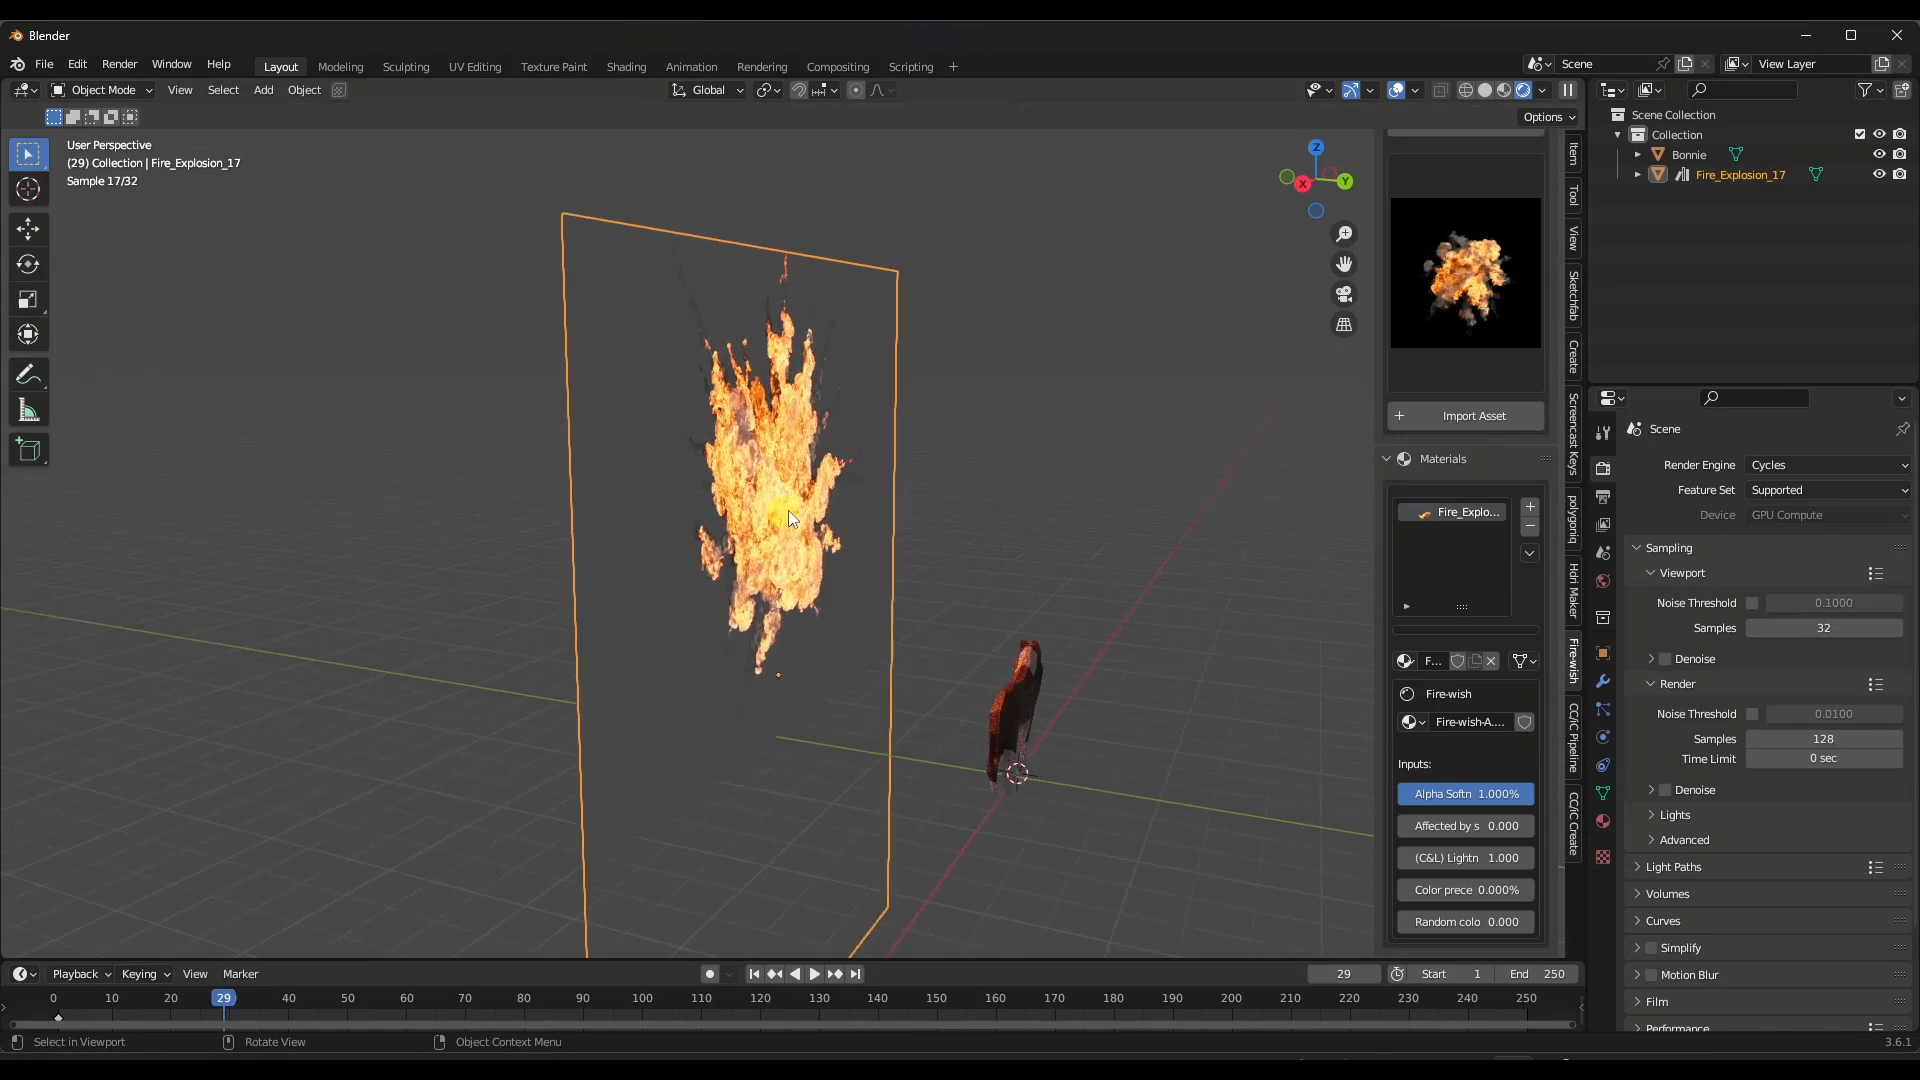 Blender
File Edit Render Window Help
Layout Modeling Sculpting UV Editing Texture Paint Shading Animation Rendering Compositing Scripting
Scene View Layer
Object Mode View Select Add Object Global
Options
User Perspective
(29) Collection | Fire_Explosion_17
Sample 17/32
Z
X
Y
Item
Tool
View
Sketchfab
Create
Screencast Keys
polygoniq
Hdri Maker
Fire-wish
CC/iC Pipeline
CC/iC Create
Import Asset
Materials
Fire_Explo...
F...
Fire-wish
Fire-wish-A....
Inputs:
Alpha Softn 1.000%
Affected by s 0.000
(C&L) Lightn 1.000
Color prece 0.000%
Random colo 0.000
Scene Collection
Collection
Bonnie
Fire_Explosion_17
Scene
Render Engine Cycles
Feature Set Supported
Device GPU Compute
Sampling
Viewport
Noise Threshold 0.1000
Samples 32
Denoise
Render
Noise Threshold 0.0100
Samples 128
Time Limit 0 sec
Denoise
Lights
Advanced
Light Paths
Volumes
Curves
Simplify
Motion Blur
Film
Performance
Playback Keying View Marker
29 Start 1 End 250
0 10 20 29 40 50 60 70 80 90 100 110 120 130 140 150 160 170 180 190 200 210 220 230 240 250
Select in Viewport Rotate View Object Context Menu
3.6.1